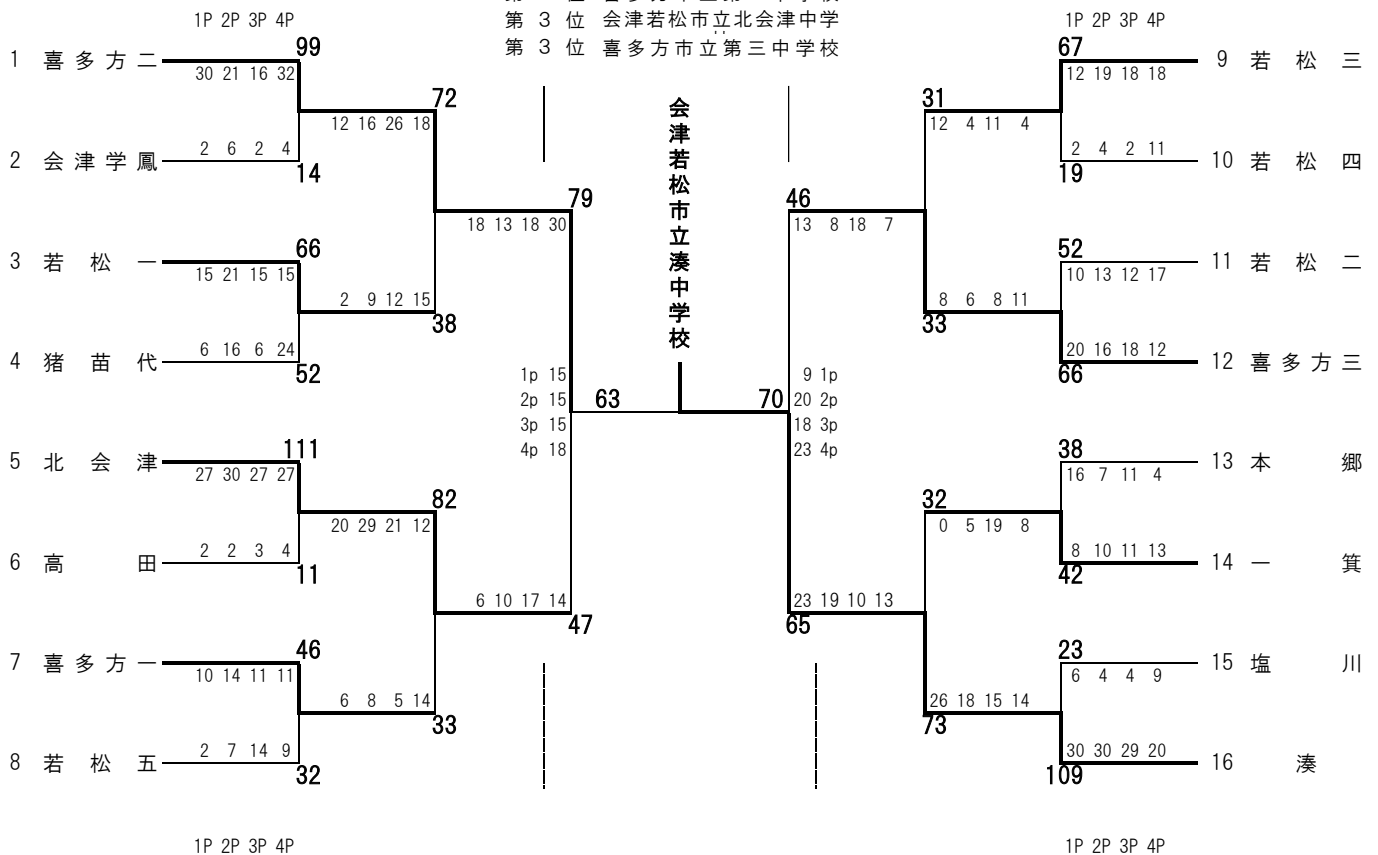 第 3 位 会津若松市立北会津中学
第 3 位 喜多方市立第三中学校
1P 2P 3P 4P
1P 2P 3P 4P
1 喜多方二
99
30 21 16 32
2 会津学鳳
2 6 2 4
14
72
12 16 26 18
3 若松一
66
15 21 15 15
4 猪苗代
6 16 6 24
52
2 9 12 15
38
79
18 13 18 30
5 北会津
111
27 30 27 27
6 高田
2 2 3 4
11
82
20 29 21 12
7 喜多方一
46
10 14 11 11
8 若松五
2 7 14 9
32
6 8 5 14
33
6 10 17 14
47
1p 15
2p 15
3p 15
4p 18
63
会津若松市立湊中学校
70
9 1p
20 2p
18 3p
23 4p
67
9 若松三
12 19 18 18
2 4 2 11
10 若松四
19
31
12 4 11 4
52
11 若松二
10 13 12 17
20 16 18 12
12 喜多方三
66
8 6 8 11
33
46
13 8 18 7
38
13 本郷
16 7 11 4
8 10 11 13
14 一箕
42
32
0 5 19 8
23
15 塩川
6 4 4 9
30 30 29 20
16 湊
109
26 18 15 14
73
23 19 10 13
65
1P 2P 3P 4P
1P 2P 3P 4P